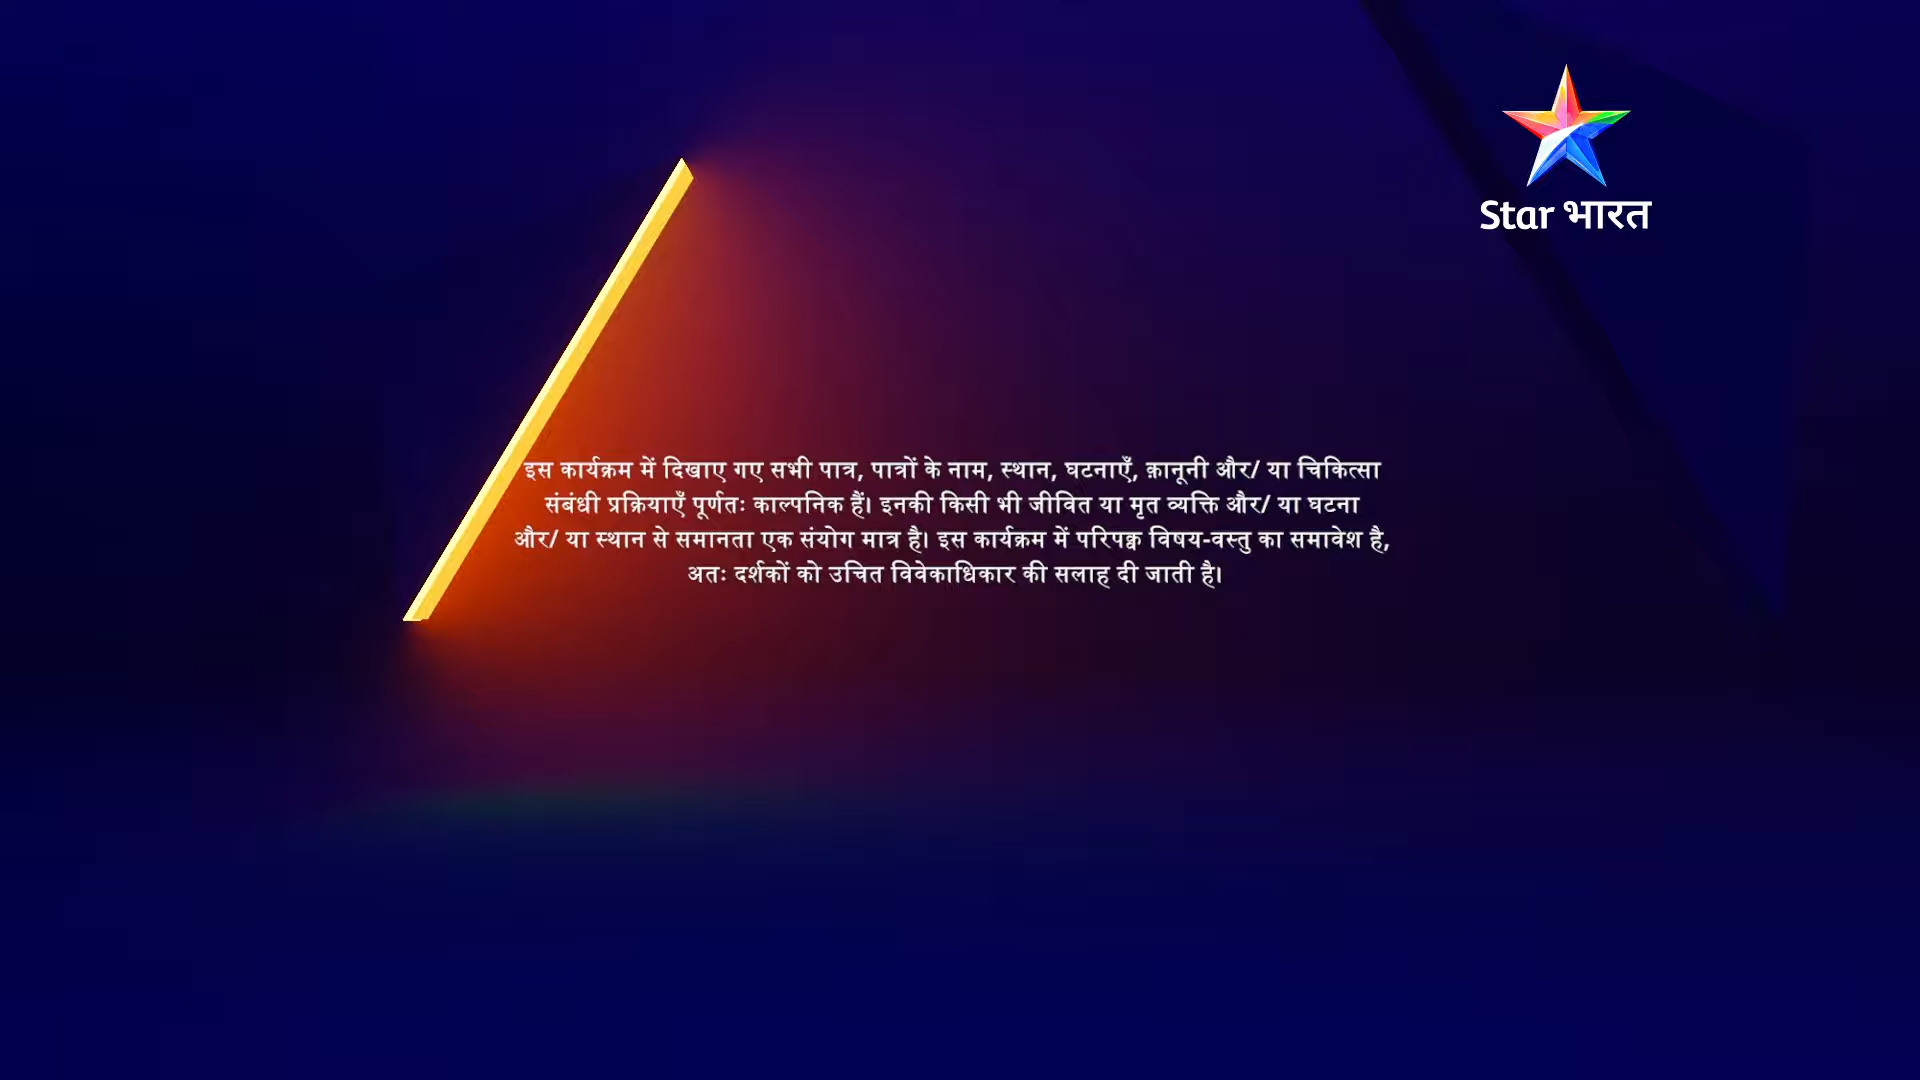 Star भारत
इस कार्यक्रम में दिखाए गए सभी पात्र, पात्रों के नाम, स्थान, घटनाएँ, क़ानूनी और/ या चिकित्सा
संबंधी प्रक्रियाएँ पूर्णतः काल्पनिक हैं। इनकी किसी भी जीवित या मृत व्यक्ति और/ या घटना
और/ या स्थान से समानता एक संयोग मात्र है। इस कार्यक्रम में परिपक्व विषय-वस्तु का समावेश है,
अतः दर्शकों को उचित विवेकाधिकार की सलाह दी जाती है।